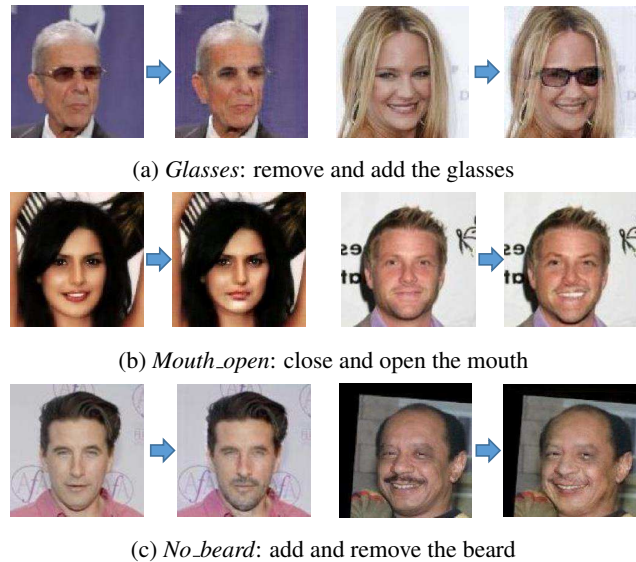 (a) Glasses: remove and add the glasses
(b) Mouth_open: close and open the mouth
(c) No_beard: add and remove the beard